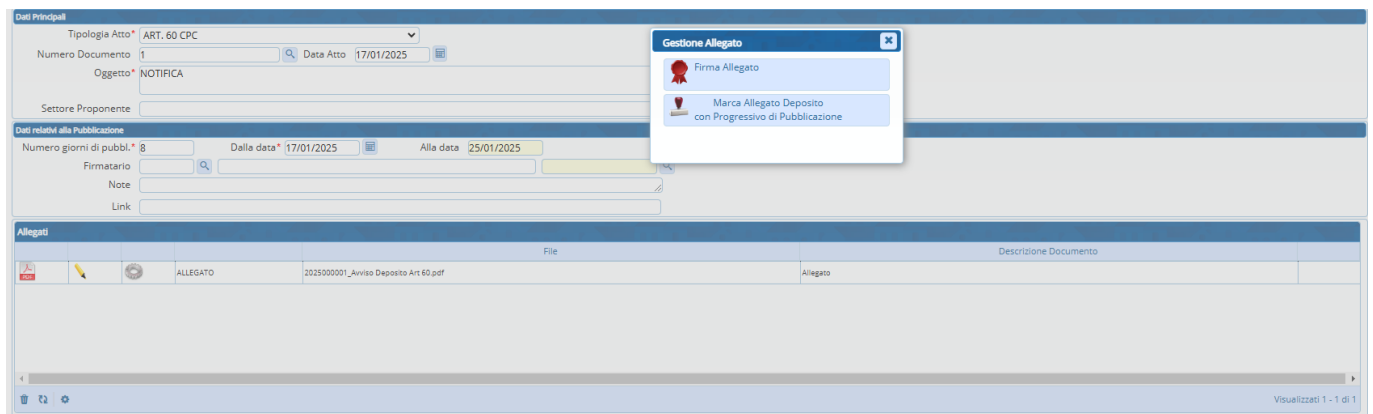 Dati Principali
Tipologia Atto* ART. 60 CPC
Numero Documento 1 Data Atto 17/01/2025
Oggetto* NOTIFICA
Settore Proponente
Gestione Allegato
Firma Allegato
Marca Allegato Deposito
con Progressivo di Pubblicazione
Dati relativi alla Pubblicazione
Numero giorni di pubbl.* 8 Dalla data* 17/01/2025 Alla data 25/01/2025
Firmatario
Note
Link
Allegati
File Descrizione Documento
PDF ALLEGATO 2025000001_Avviso Deposito Art 60.pdf Allegato
Visualizzati 1 - 1 di 1